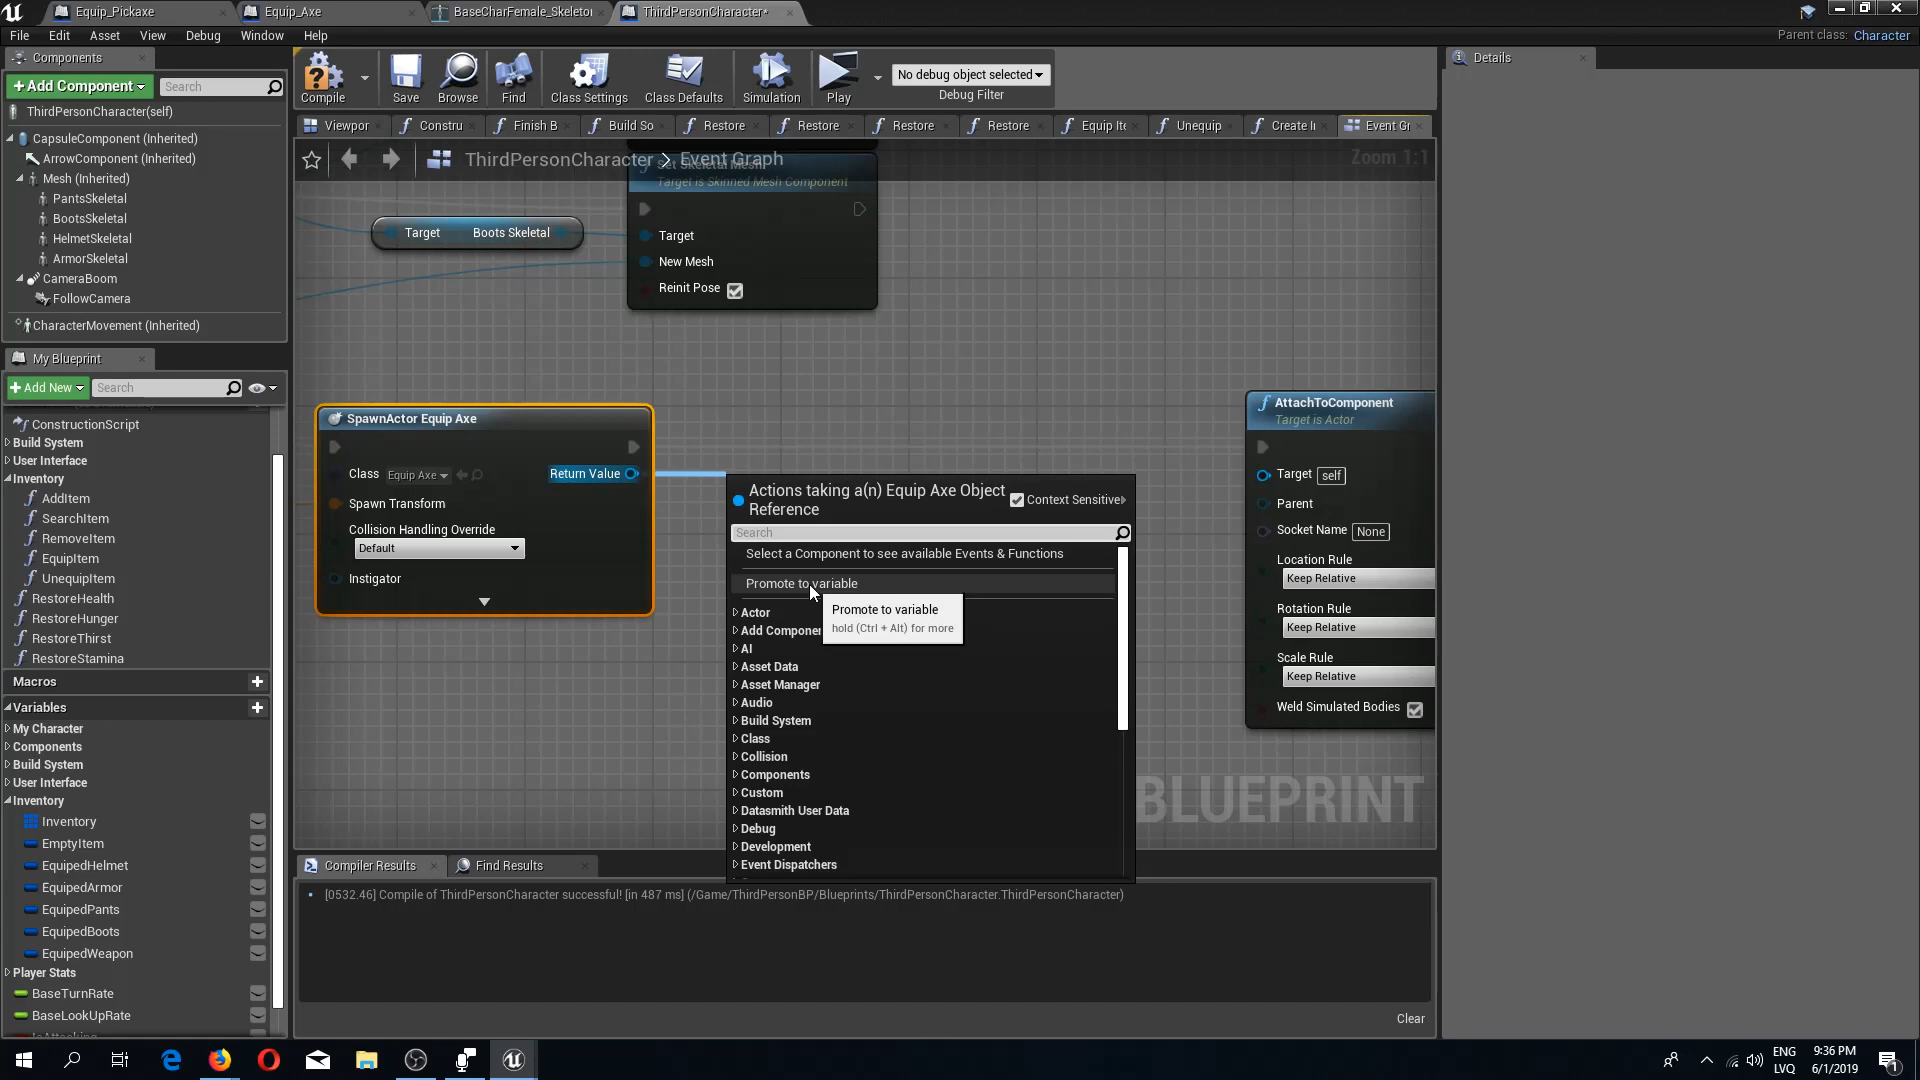 Equip_Pickaxe
Equip_Axe
BaseCharFemale_Skeleton
ThirdPersonCharacter*
File Edit Asset View Debug Window Help
Parent class: Character
Components
+Add Component
Search
ThirdPersonCharacter(self)
CapsuleComponent (Inherited)
ArrowComponent (Inherited)
Mesh (Inherited)
PantsSkeletal
BootsSkeletal
HelmetSkeletal
ArmorSkeletal
CameraBoom
FollowCamera
CharacterMovement (Inherited)
My Blueprint
+Add New
Search
ConstructionScript
Build System
User Interface
Inventory
AddItem
SearchItem
RemoveItem
EquipItem
UnequipItem
RestoreHealth
RestoreHunger
RestoreThirst
RestoreStamina
Macros
Variables
My Character
Components
Build System
User Interface
Inventory
Inventory
EmptyItem
EquipedHelmet
EquipedArmor
EquipedPants
EquipedBoots
EquipedWeapon
Player Stats
BaseTurnRate
BaseLookUpRate
Compile
Save
Browse
Find
Class Settings
Class Defaults
Simulation
Play
No debug object selected
Debug Filter
Viewpor
Constru
Finish B
Build So
Restore
Restore
Restore
Restore
Equip Ite
Unequip
Create I
Event Gr
ThirdPersonCharacter > Event Graph
Zoom 1:1
Set Skeletal Mesh
Target is Skinned Mesh Component
Target
New Mesh
Reinit Pose
Target Boots Skeletal
SpawnActor Equip Axe
Class Equip Axe
Return Value
Spawn Transform
Collision Handling Override
Default
Instigator
Actions taking a(n) Equip Axe Object
Reference
Context Sensitive
Search
Select a Component to see available Events & Functions
Promote to variable
Promote to variable
hold (Ctrl + Alt) for more
Actor
Add Componen
AI
Asset Data
Asset Manager
Audio
Build System
Class
Collision
Components
Custom
Datasmith User Data
Debug
Development
Event Dispatchers
AttachToComponent
Target is Actor
Target self
Parent
Socket Name None
Location Rule
Keep Relative
Rotation Rule
Keep Relative
Scale Rule
Keep Relative
Weld Simulated Bodies
BLUEPRINT
Compiler Results
Find Results
[0532.46] Compile of ThirdPersonCharacter successful! [in 487 ms] (/Game/ThirdPersonBP/Blueprints/ThirdPersonCharacter.ThirdPersonCharacter)
Clear
Details
ENG
LVQ
9:36 PM
6/1/2019
1